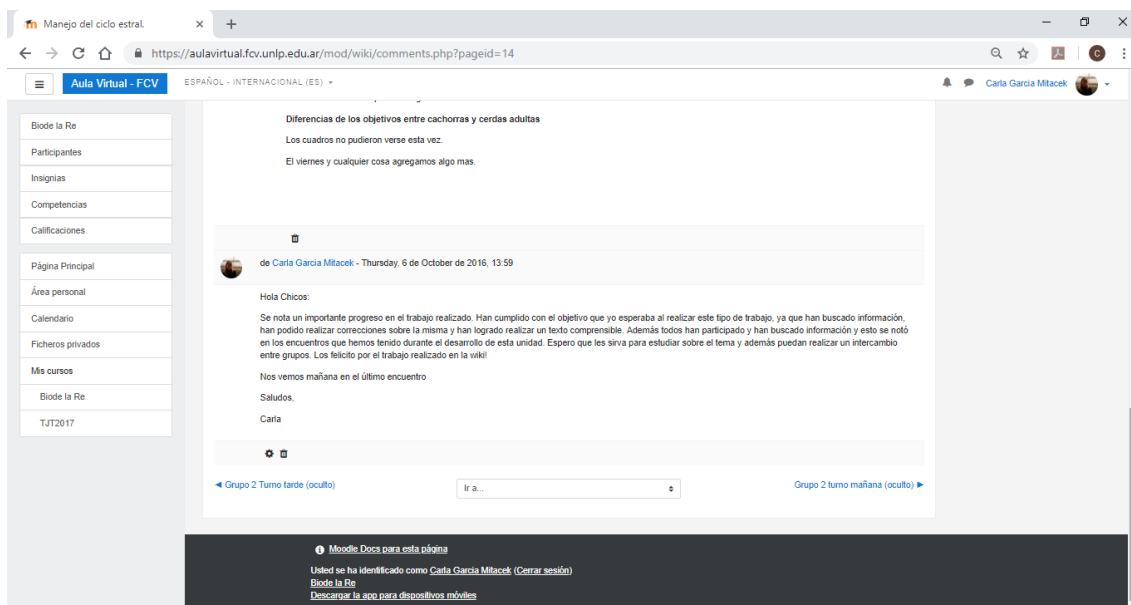 Manejo del ciclo estral.
https://aulavirtual.fcv.unlp.edu.ar/mod/wiki/comments.php?pageid=14
C
Aula Virtual - FCV
ESPAÑOL - INTERNACIONAL (ES)
Carla Garcia Mitacek
Biode la Re
Participantes
Insignias
Competencias
Calificaciones
Página Principal
Área personal
Calendario
Ficheros privados
Mis cursos
Biode la Re
TJT2017
Diferencias de los objetivos entre cachorras y cerdas adultas
Los cuadros no pudieron verse esta vez.
El viernes y cualquier cosa agregamos algo mas.
de Carla Garcia Mitacek - Thursday, 6 de October de 2016, 13:59
Hola Chicos:
Se nota un importante progreso en el trabajo realizado. Han cumplido con el objetivo que yo esperaba al realizar este tipo de trabajo, ya que han buscado información,
han podido realizar correcciones sobre la misma y han logrado realizar un texto comprensible. Además todos han participado y han buscado información y esto se notó
en los encuentros que hemos tenido durante el desarrollo de esta unidad. Espero que les sirva para estudiar sobre el tema y además puedan realizar un intercambio
entre grupos. Los felicito por el trabajo realizado en la wiki!
Nos vemos mañana en el último encuentro
Saludos,
Carla
◄ Grupo 2 Turno tarde (oculto)
Ir a...
Grupo 2 turno mañana (oculto) ►
Moodle Docs para esta página
Usted se ha identificado como Carla Garcia Mitacek (Cerrar sesión)
Biode la Re
Descargar la app para dispositivos móviles